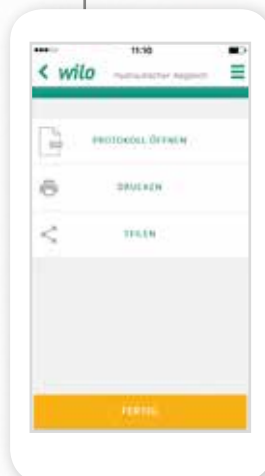 11:10
wilo Hydraulischer Abgleich
PROTOKOLL ÖFFNEN
DRUCKEN
TEILEN
FERTIG